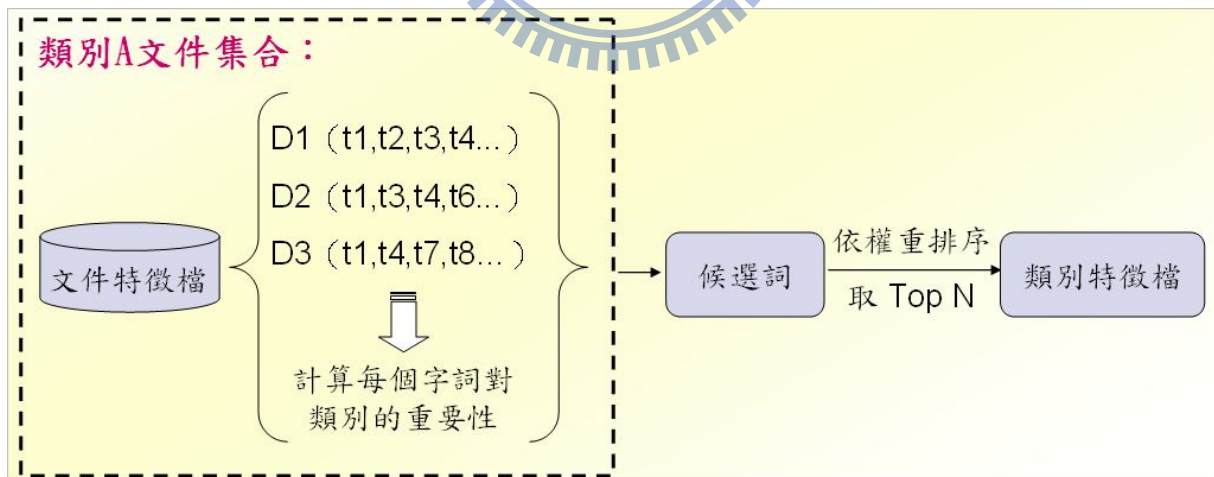 類別A文件集合：
D1（t1,t2,t3,t4...）
D2（t1,t3,t4,t6...）
D3（t1,t4,t7,t8...）
文件特徵檔
計算每個字詞對
類別的重要性
候選詞
依權重排序
取 Top N
類別特徵檔